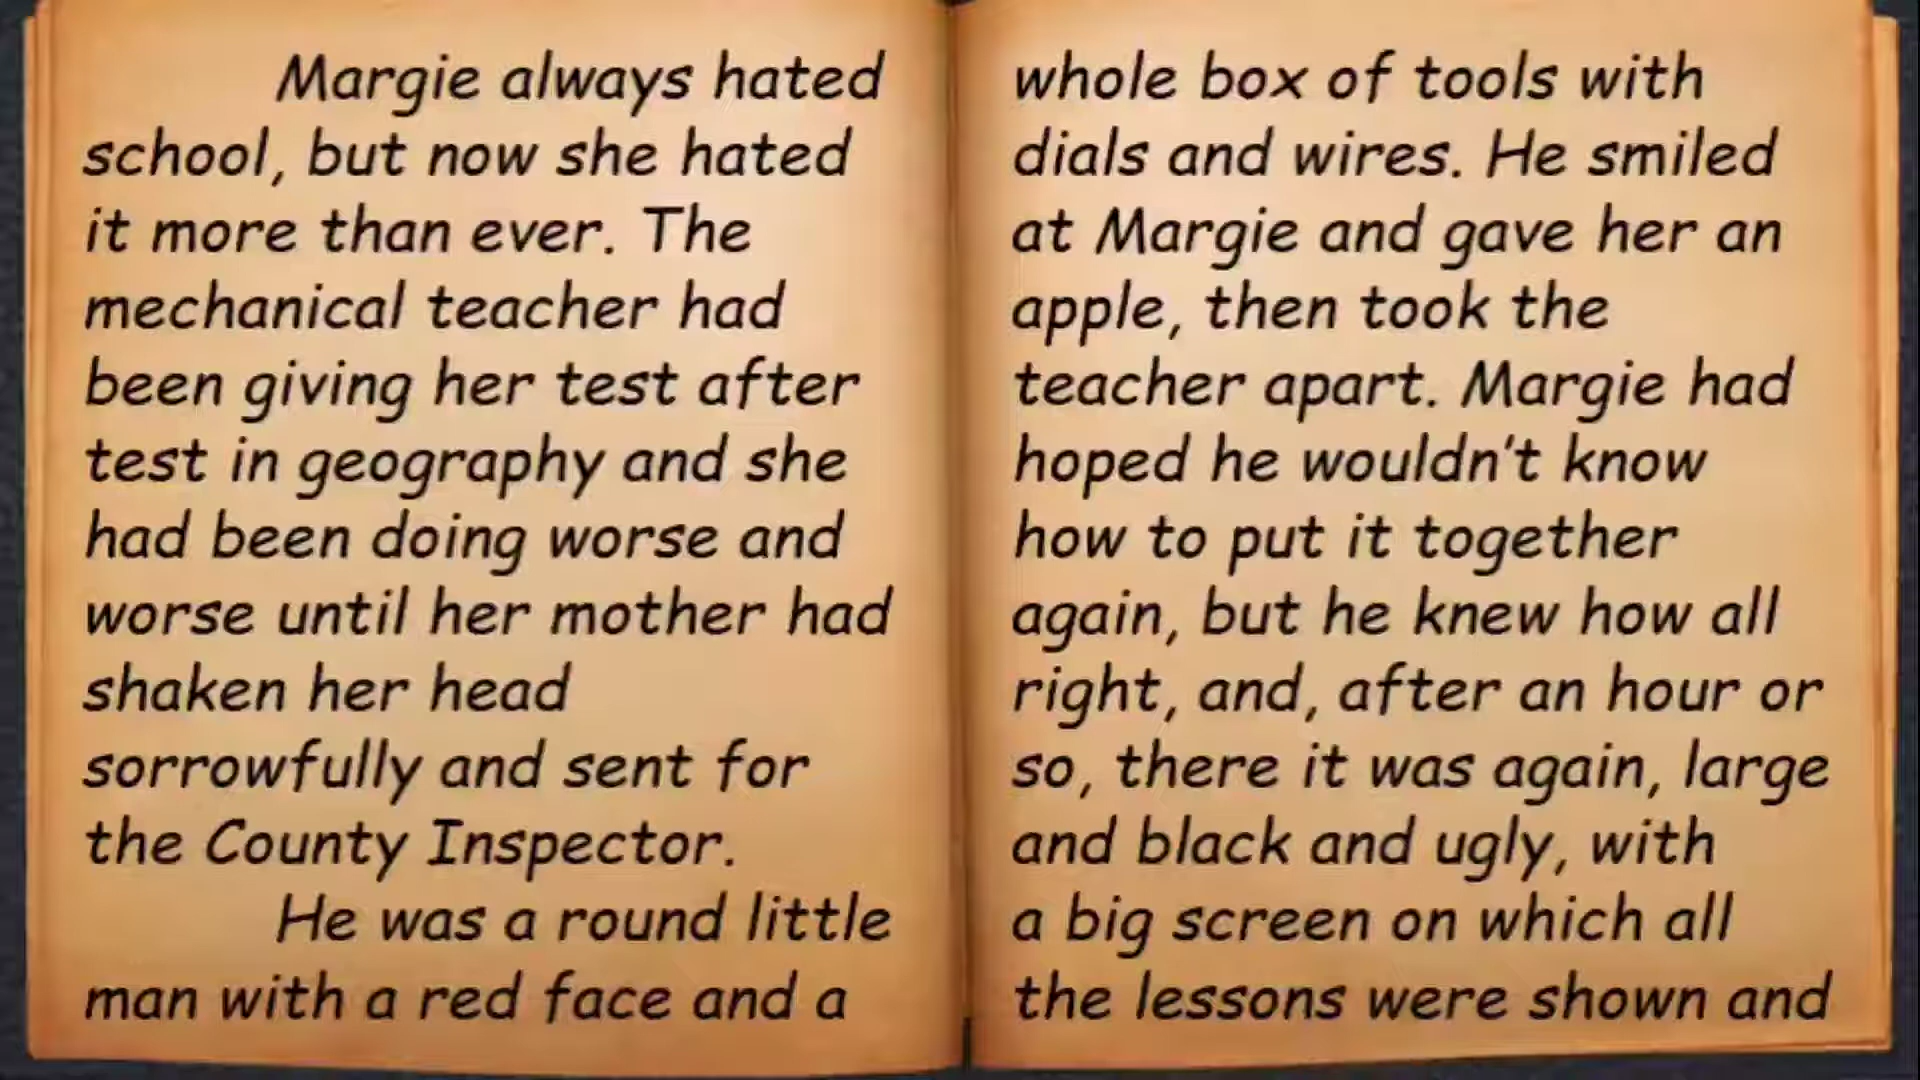 Margie always hated
school, but now she hated
it more than ever. The
mechanical teacher had
been giving her test after
test in geography and she
had been doing worse and
worse until her mother had
shaken her head
sorrowfully and sent for
the County Inspector.
He was a round little
man with a red face and a
whole box of tools with
dials and wires. He smiled
at Margie and gave her an
apple, then took the
teacher apart. Margie had
hoped he wouldn't know
how to put it together
again, but he knew how all
right, and, after an hour or
so, there it was again, large
and black and ugly, with
a big screen on which all
the lessons were shown and